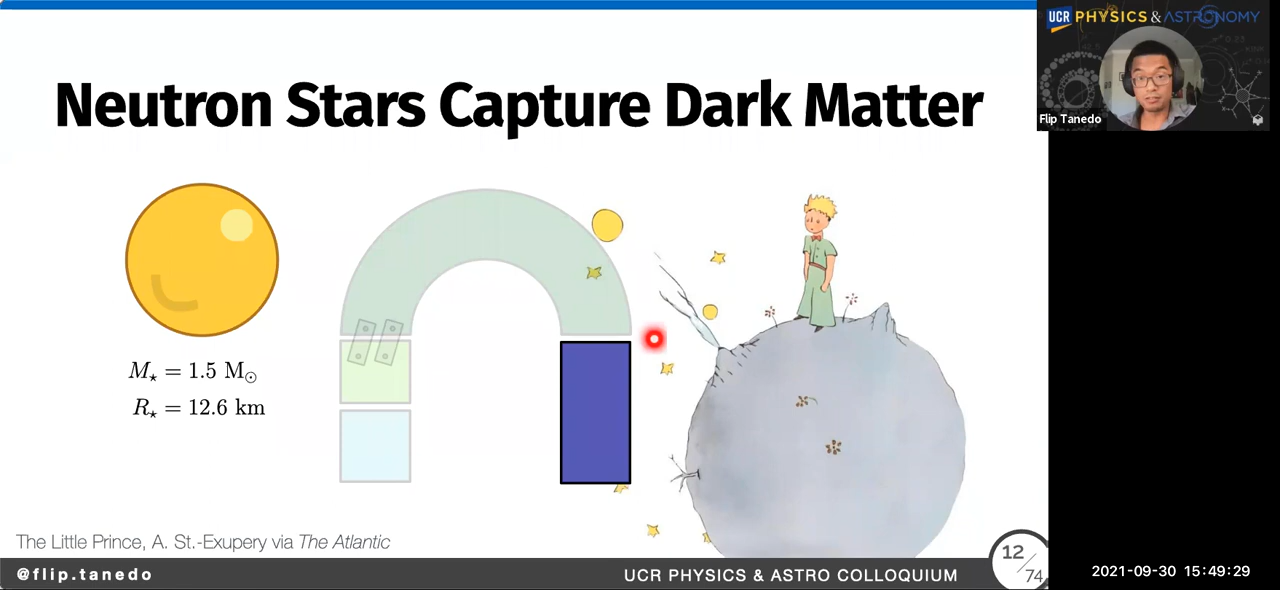 UCR PHYSICS & ASTRONOMY
Flip Tanedo
Neutron Stars Capture Dark Matter
M⋆ = 1.5 M⊙
R⋆ = 12.6 km
The Little Prince, A. St.-Exupery via The Atlantic
@flip.tanedo
UCR PHYSICS & ASTRO COLLOQUIUM
12/74
2021-09-30 15:49:29